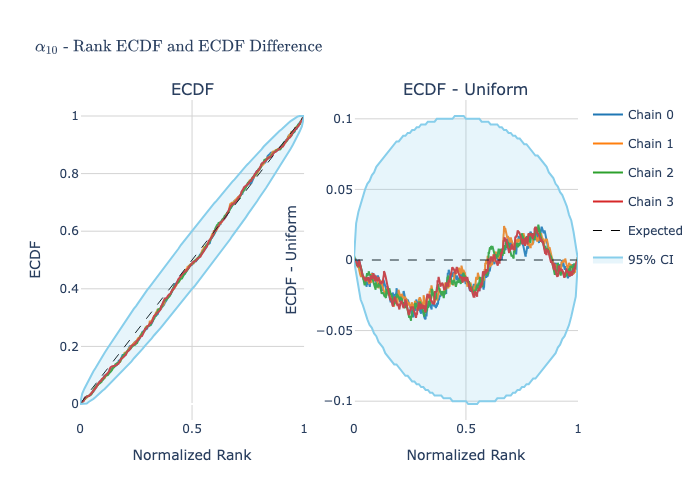 α₁₀ - Rank ECDF and ECDF Difference
ECDF
ECDF - Uniform
1
0.8
0.6
0.4
0.2
0
ECDF
0
0.5
1
Normalized Rank
0.1
0.05
0
−0.05
−0.1
ECDF - Uniform
0
0.5
1
Normalized Rank
Chain 0
Chain 1
Chain 2
Chain 3
Expected
95% CI